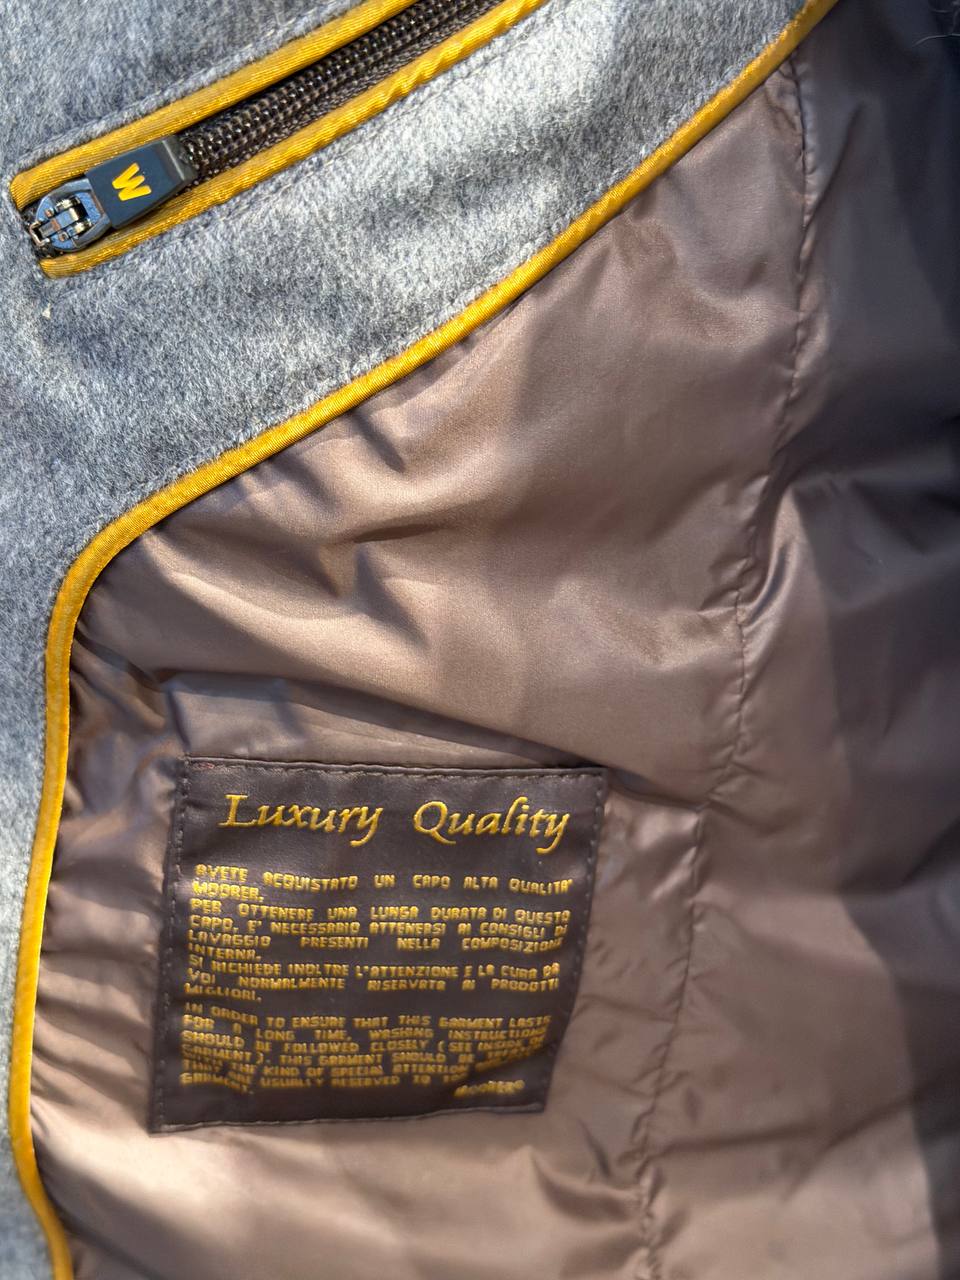 W
Luxury Quality
AVETE ACQUISTATO UN CAPO ALTA QUALITA'
MOORER.
PER OTTENERE UNA LUNGA DURATA DI QUESTO
CAPO, E' NECESSARIO ATTENERSI AI CONSIGLI DI
LAVAGGIO PRESENTI NELLA COMPOSIZIONE
INTERNA.
SI RICHIEDE INOLTRE L'ATTENZIONE E LA CURA DA
VOI NORMALMENTE RISERVATA AI PRODOTTI
MIGLIORI.
IN ORDER TO ENSURE THAT THIS GARMENT LASTS
FOR A LONG TIME, WASHING INSTRUCTIONS
SHOULD BE FOLLOWED CLOSELY (SEE INSIDE OF
GARMENT). THIS GARMENT SHOULD BE
THAT THE KIND OF SPECIAL ATTENTION
ARE USUALLY RESERVED TO
GARMENT.
MooRER